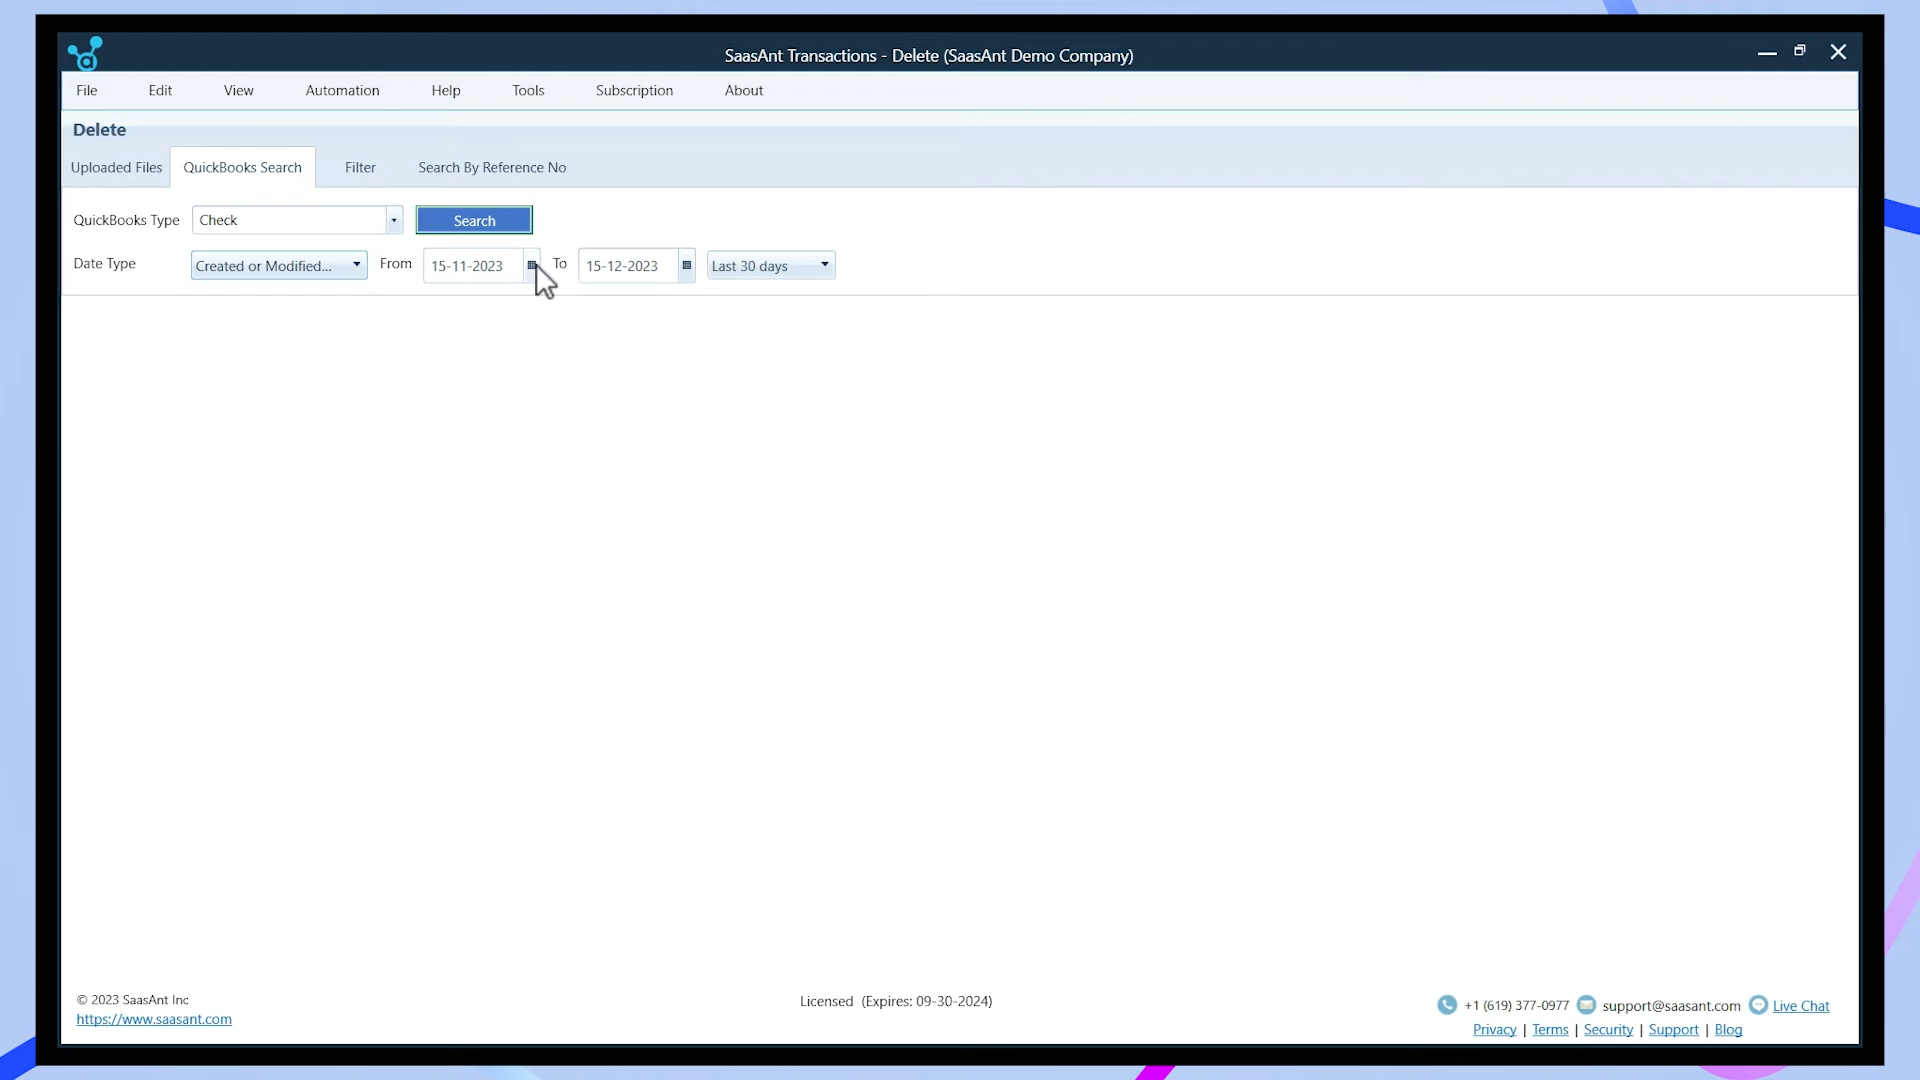 SaasAnt Transactions - Delete (SaasAnt Demo Company)
File Edit View Automation Help Tools Subscription About
Delete
Uploaded Files QuickBooks Search Filter Search By Reference No
QuickBooks Type Check Search
Date Type Created or Modified... From 15-11-2023 To 15-12-2023 Last 30 days
© 2023 SaasAnt Inc
https://www.saasant.com
Licensed (Expires: 09-30-2024)
+1 (619) 377-0977 support@saasant.com Live Chat
Privacy | Terms | Security | Support | Blog